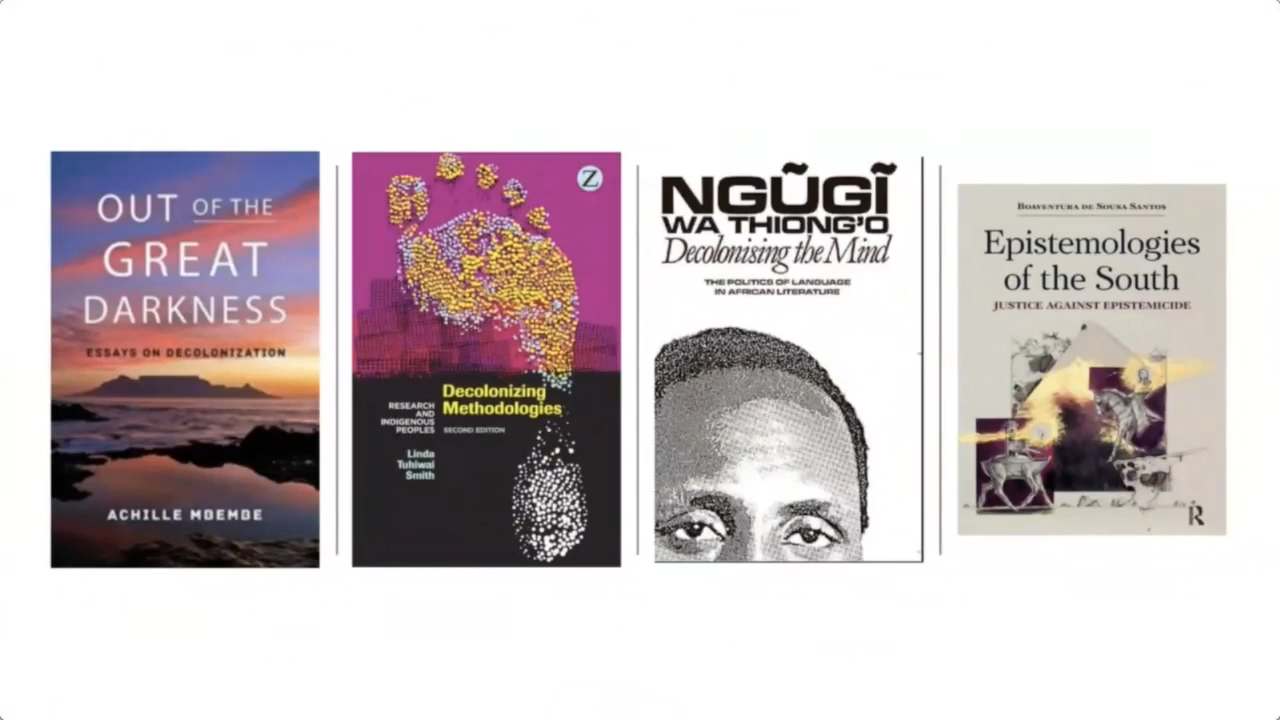 OUT OF THE
GREAT
DARKNESS
ESSAYS ON DECOLONIZATION
ACHILLE MBEMBE
Z
Decolonizing
Methodologies
RESEARCH
AND
INDIGENOUS
PEOPLES
SECOND EDITION
Linda
Tuhiwai
Smith
NGŨGĨ
WA THIONG'O
Decolonising the Mind
THE POLITICS OF LANGUAGE
IN AFRICAN LITERATURE
BOAVENTURA DE SOUSA SANTOS
Epistemologies
of the South
JUSTICE AGAINST EPISTEMICIDE
R